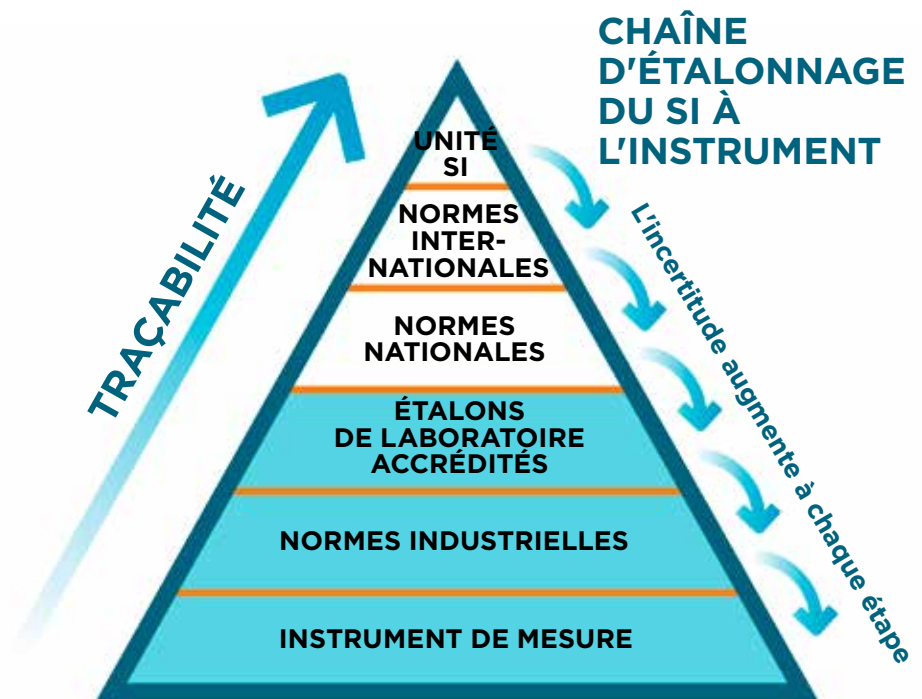 CHAÎNE
D'ÉTALONNAGE
DU SI À
L'INSTRUMENT
TRAÇABILITÉ
UNITÉ
SI
NORMES
INTER-
NATIONALES
NORMES
NATIONALES
ÉTALONS
DE LABORATOIRE
ACCRÉDITÉS
NORMES INDUSTRIELLES
INSTRUMENT DE MESURE
L'incertitude augmente à chaque étape